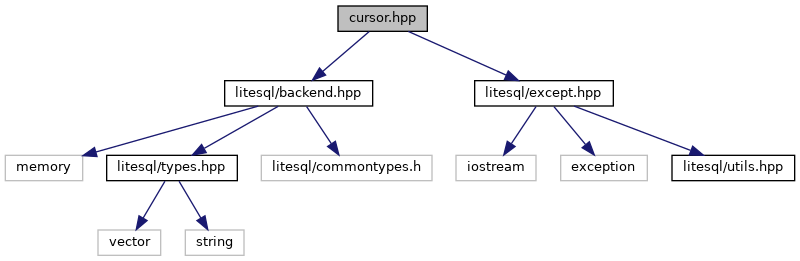 cursor.hpp
litesql/backend.hpp
litesql/except.hpp
memory
litesql/types.hpp
litesql/commontypes.h
iostream
exception
litesql/utils.hpp
vector
string